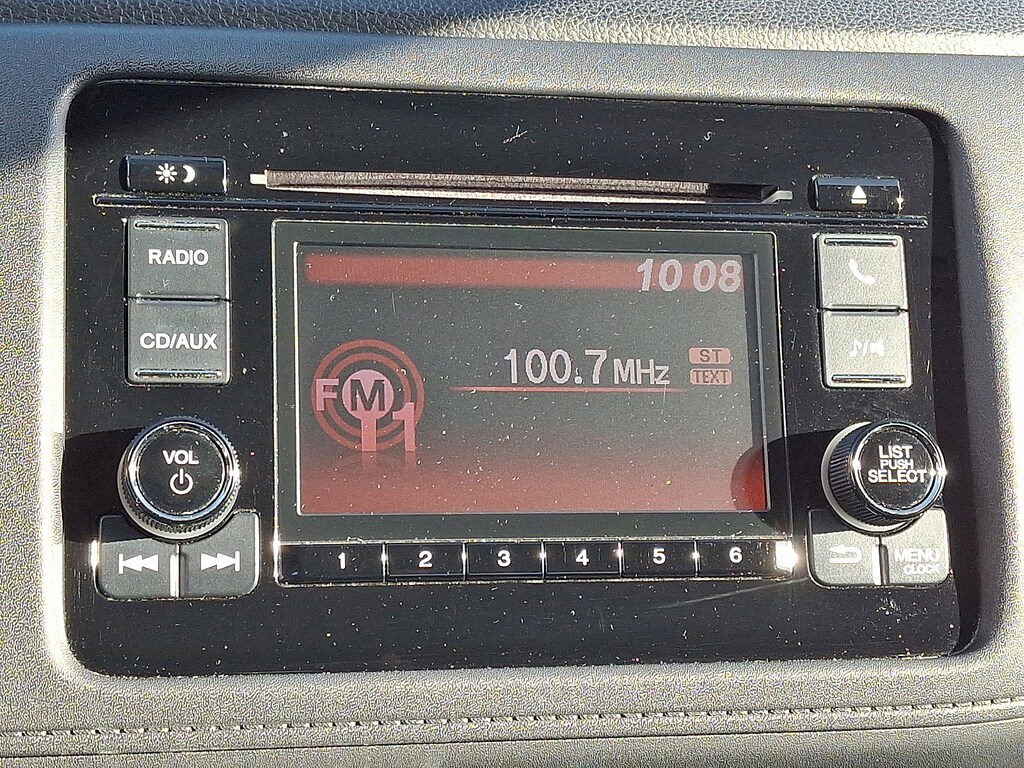 RADIO
CD/AUX
VOL
10 08
100.7 MHz
ST
TEXT
FM
1
LIST
PUSH
SELECT
1 2 3 4 5 6
MENU
CLOCK